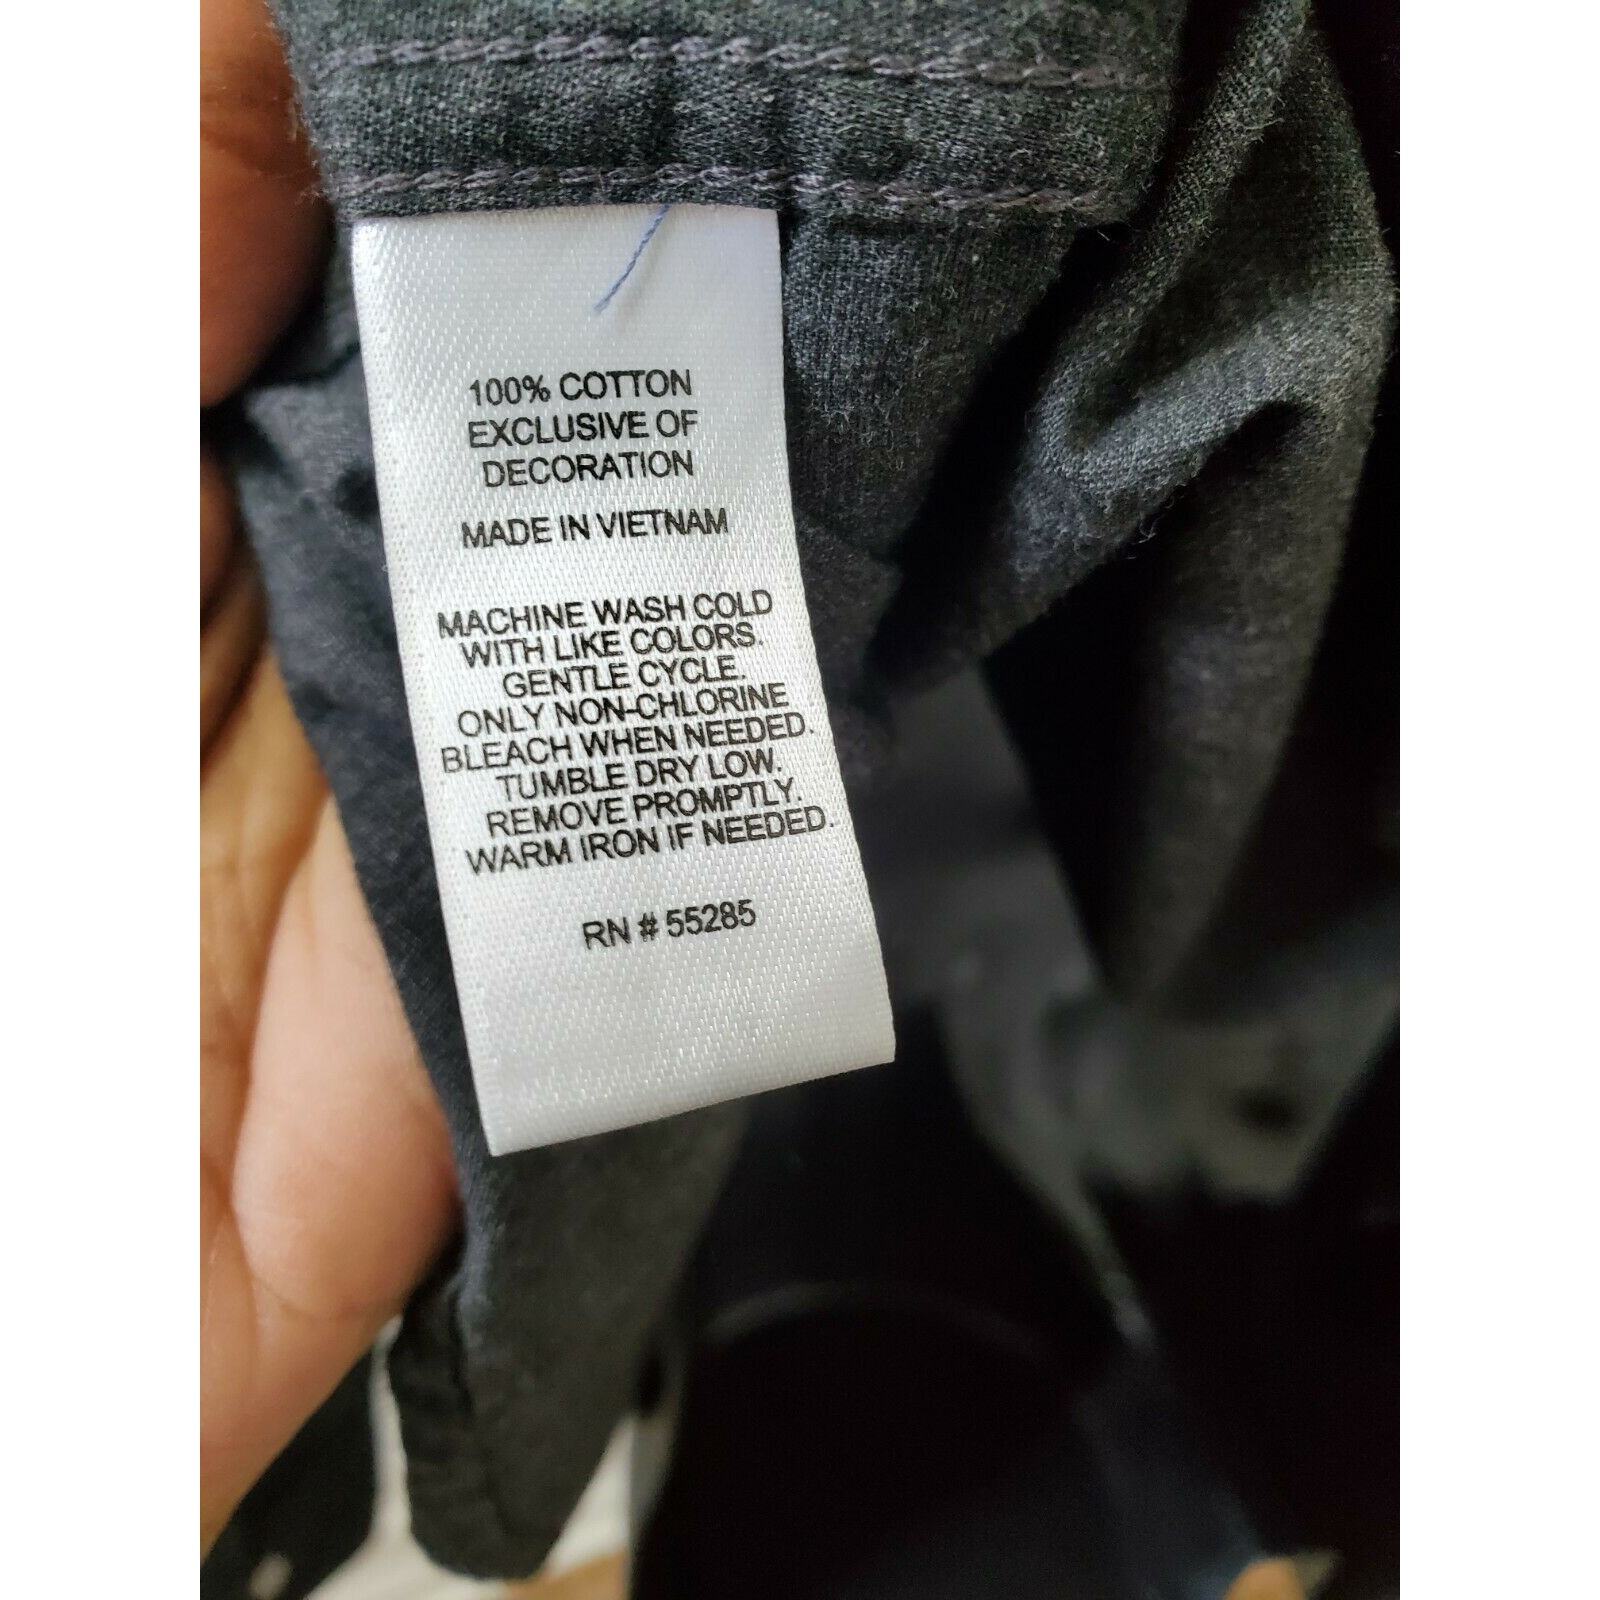 100% COTTON
EXCLUSIVE OF
DECORATION
MADE IN VIETNAM
MACHINE WASH COLD
WITH LIKE COLORS.
GENTLE CYCLE.
ONLY NON-CHLORINE
BLEACH WHEN NEEDED.
TUMBLE DRY LOW.
REMOVE PROMPTLY.
WARM IRON IF NEEDED.
RN # 55285